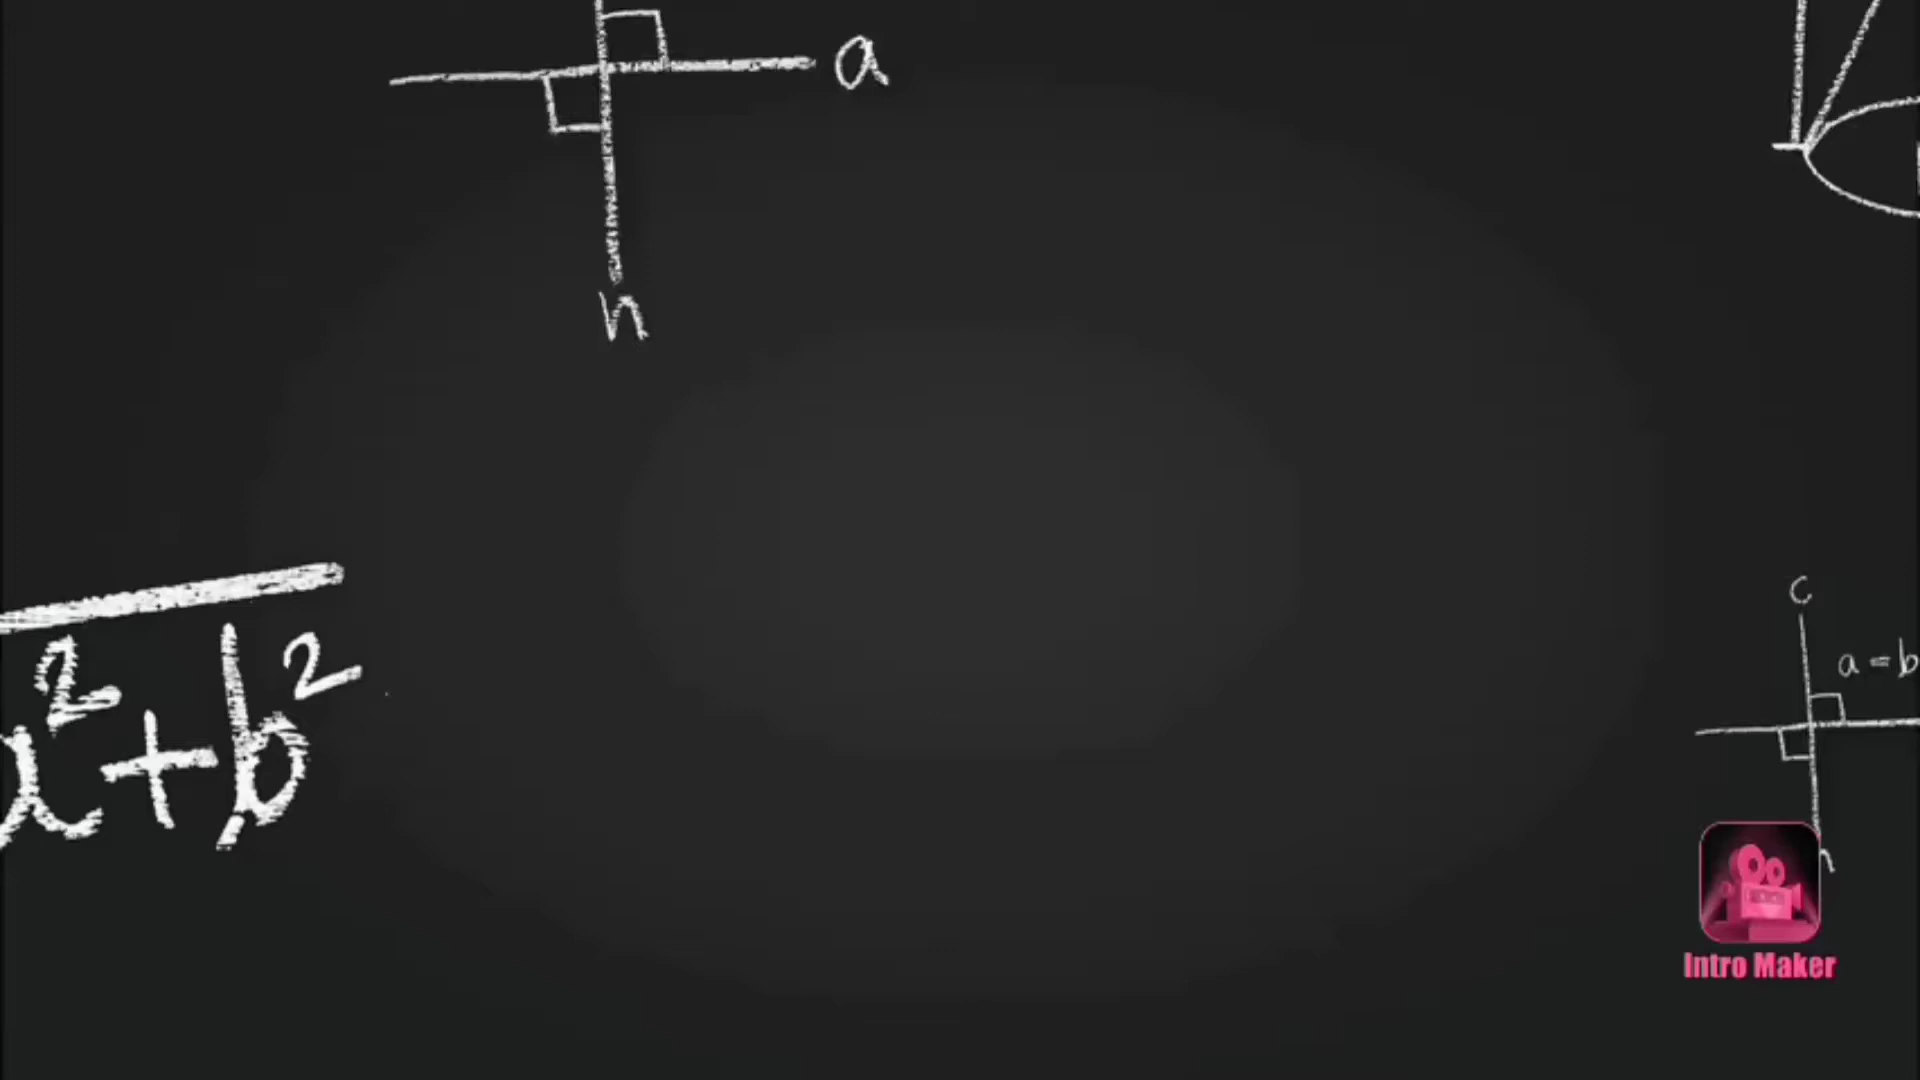 a
n
a²+b²
c
a=b
n
Intro Maker